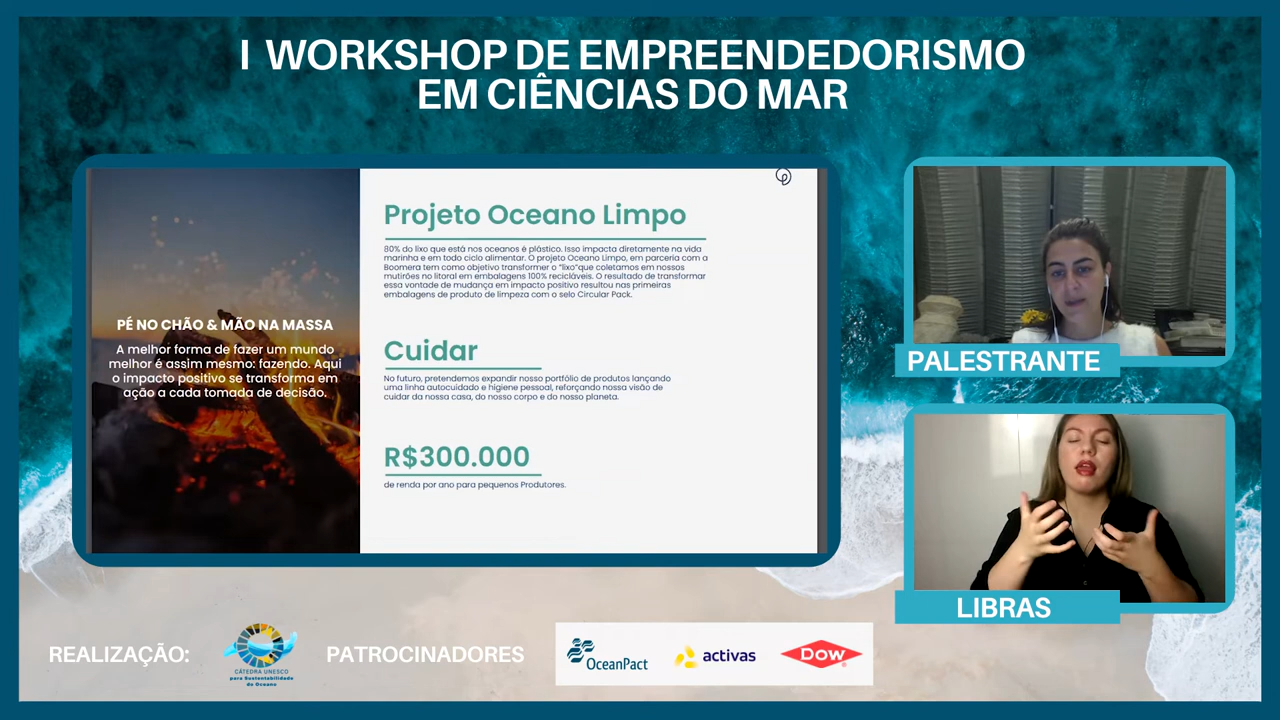 I WORKSHOP DE EMPREENDEDORISMO
EM CIÊNCIAS DO MAR
PÉ NO CHÃO & MÃO NA MASSA
A melhor forma de fazer um mundo
melhor é assim mesmo: fazendo. Aqui
o impacto positivo se transforma em
ação a cada tomada de decisão.
Projeto Oceano Limpo
80% do lixo que está nos oceanos é plástico. Isso impacta diretamente na vida
marinha e em todo ciclo alimentar. O projeto Oceano Limpo, em parceria com a
Boomera tem como objetivo transformer o "lixo"que coletamos em nossos
mutirões no litoral em embalagens 100% recicláveis. O resultado de transformar
essa vontade de mudança em impacto positivo resultou nas primeiras
embalagens de produto de limpeza com o selo Circular Pack.
Cuidar
No futuro, pretendemos expandir nosso portfólio de produtos lançando
uma linha autocuidado e higiene pessoal, reforçando nossa visão de
cuidar da nossa casa, do nosso corpo e do nosso planeta.
R$300.000
de renda por ano para pequenos Produtores.
PALESTRANTE
LIBRAS
REALIZAÇÃO:
CÁTEDRA UNESCO
para Sustentabilidade
do Oceano
PATROCINADORES
OceanPact
activas
Dow